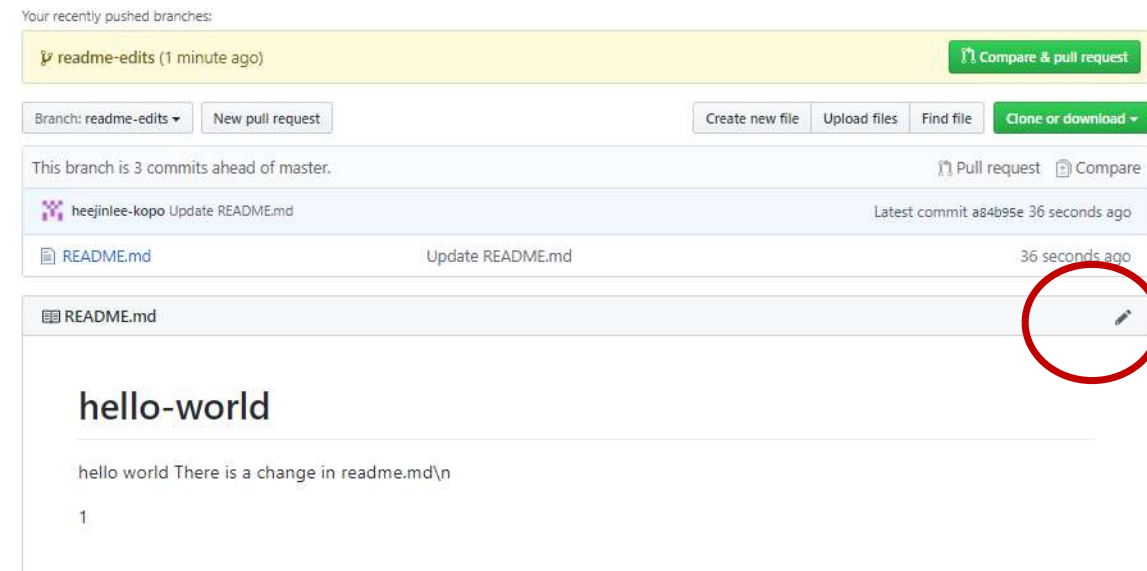 Your recently pushed branches:
readme-edits (1 minute ago) Compare & pull request
Branch: readme-edits New pull request Create new file Upload files Find file Clone or download
This branch is 3 commits ahead of master. Pull request Compare
heejinlee-kopo Update README.md Latest commit a84b95e 36 seconds ago
README.md Update README.md 36 seconds ago
README.md
hello-world
hello world There is a change in readme.md\n
1